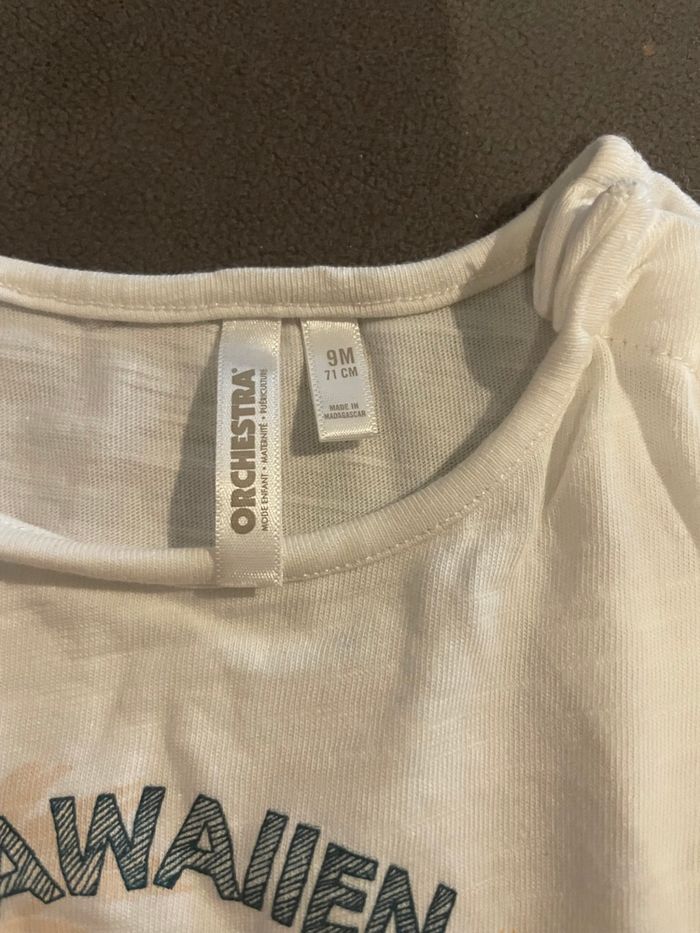 ORCHESTRA®
MODE ENFANT • MATERNITÉ • PUÉRICULTURE
9M
71 CM
MADE IN
MADAGASCAR
AWAIIEN